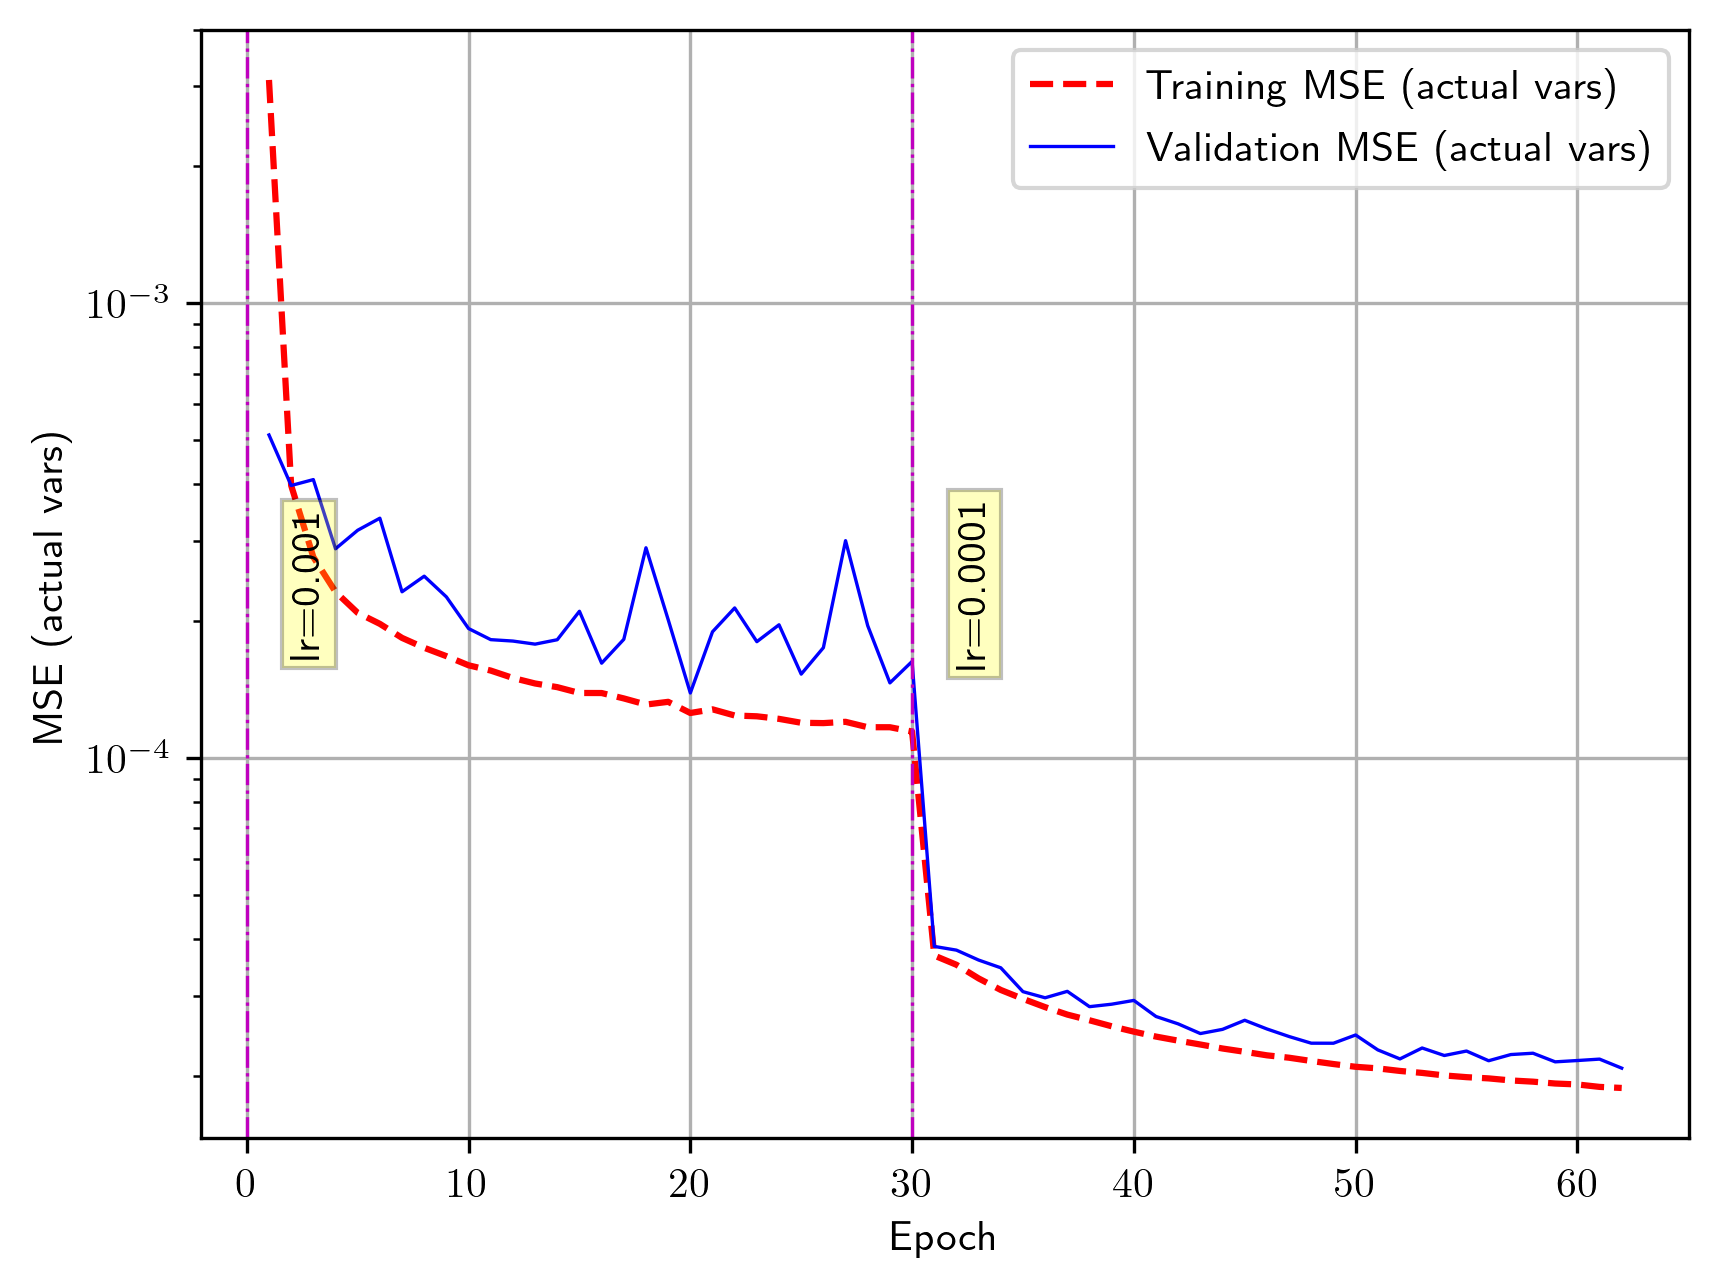 Training MSE (actual vars)
Validation MSE (actual vars)
MSE (actual vars)
10⁻³
10⁻⁴
lr=0.001
lr=0.0001
0 10 20 30 40 50 60
Epoch